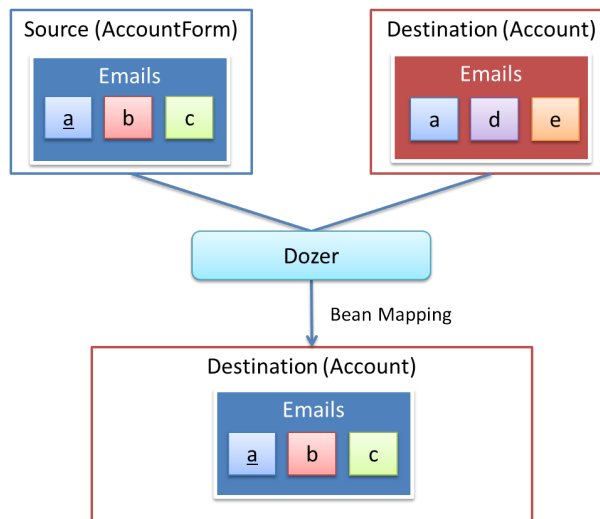 Source (AccountForm)
Emails
a b c
Destination (Account)
Emails
a d e
Dozer
Bean Mapping
Destination (Account)
Emails
a b c